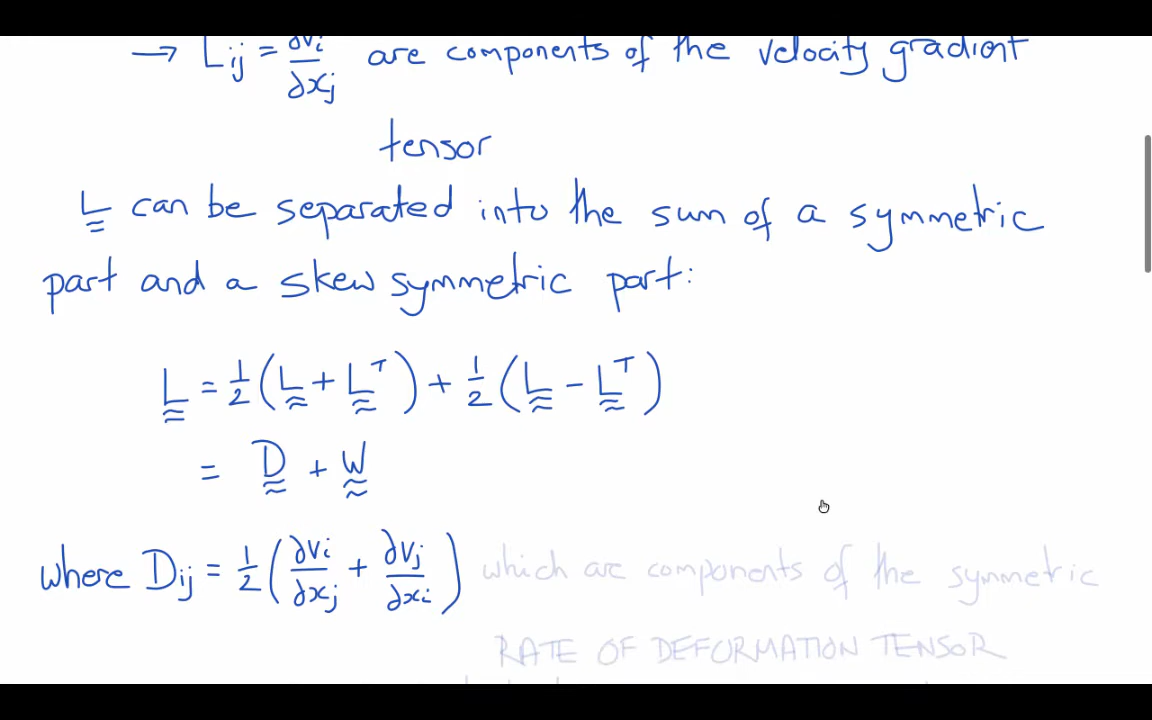 → Lij = ∂vi/∂xj are components of the velocity gradient
tensor
L can be separated into the sum of a symmetric
part and a skew symmetric part:
L = 1/2 (L + L^T) + 1/2 (L - L^T)
= D + W
where Dij = 1/2 (∂vi/∂xj + ∂vj/∂xi) which are components of the symmetric
RATE OF DEFORMATION TENSOR